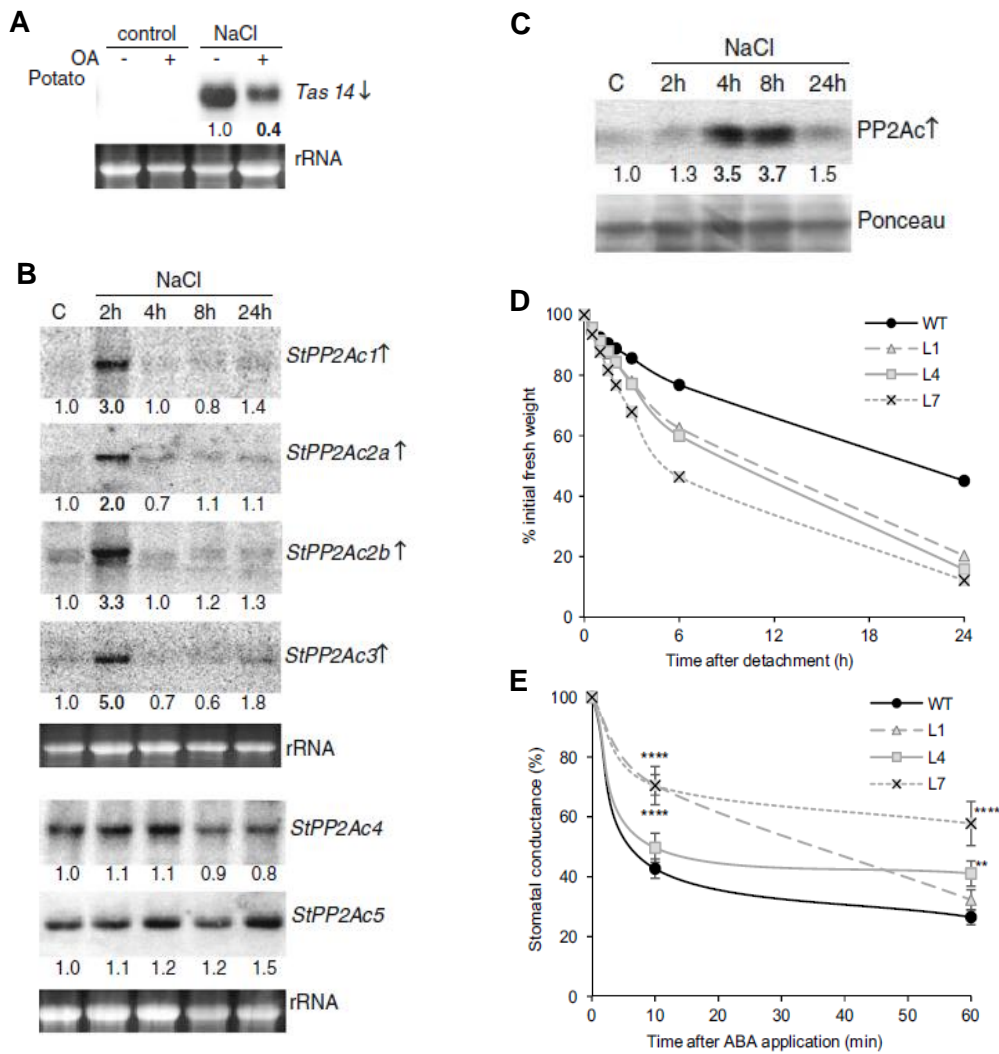 A
control NaCl
OA - + - +
Potato
Tas 14↓
1.0 0.4
rRNA
B
NaCl
C 2h 4h 8h 24h
StPP2Ac1↑
1.0 3.0 1.0 0.8 1.4
StPP2Ac2a↑
1.0 2.0 0.7 1.1 1.1
StPP2Ac2b↑
1.0 3.3 1.0 1.2 1.3
StPP2Ac3↑
1.0 5.0 0.7 0.6 1.8
rRNA
StPP2Ac4
1.0 1.1 1.1 0.9 0.8
StPP2Ac5
1.0 1.1 1.2 1.2 1.5
rRNA
C
NaCl
C 2h 4h 8h 24h
PP2Ac↑
1.0 1.3 3.5 3.7 1.5
Ponceau
D
% initial fresh weight
100
80
60
40
20
0
0 6 12 18 24
Time after detachment (h)
WT
L1
L4
L7
E
Stomatal conductance (%)
100
80
60
40
20
0
0 10 20 30 40 50 60
Time after ABA application (min)
WT
L1
L4
L7
****
****
****
**